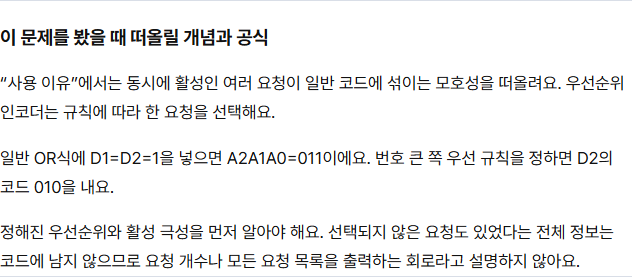 이 문제를 봤을 때 떠올릴 개념과 공식
“사용 이유”에서는 동시에 활성인 여러 요청이 일반 코드에 섞이는 모호성을 떠올려요. 우선순위
인코더는 규칙에 따라 한 요청을 선택해요.
일반 OR식에 D1=D2=1을 넣으면 A2A1A0=011이에요. 번호 큰 쪽 우선 규칙을 정하면 D2의
코드 010을 내요.
정해진 우선순위와 활성 극성을 먼저 알아야 해요. 선택되지 않은 요청도 있었다는 전체 정보는
코드에 남지 않으므로 요청 개수나 모든 요청 목록을 출력하는 회로라고 설명하지 않아요.